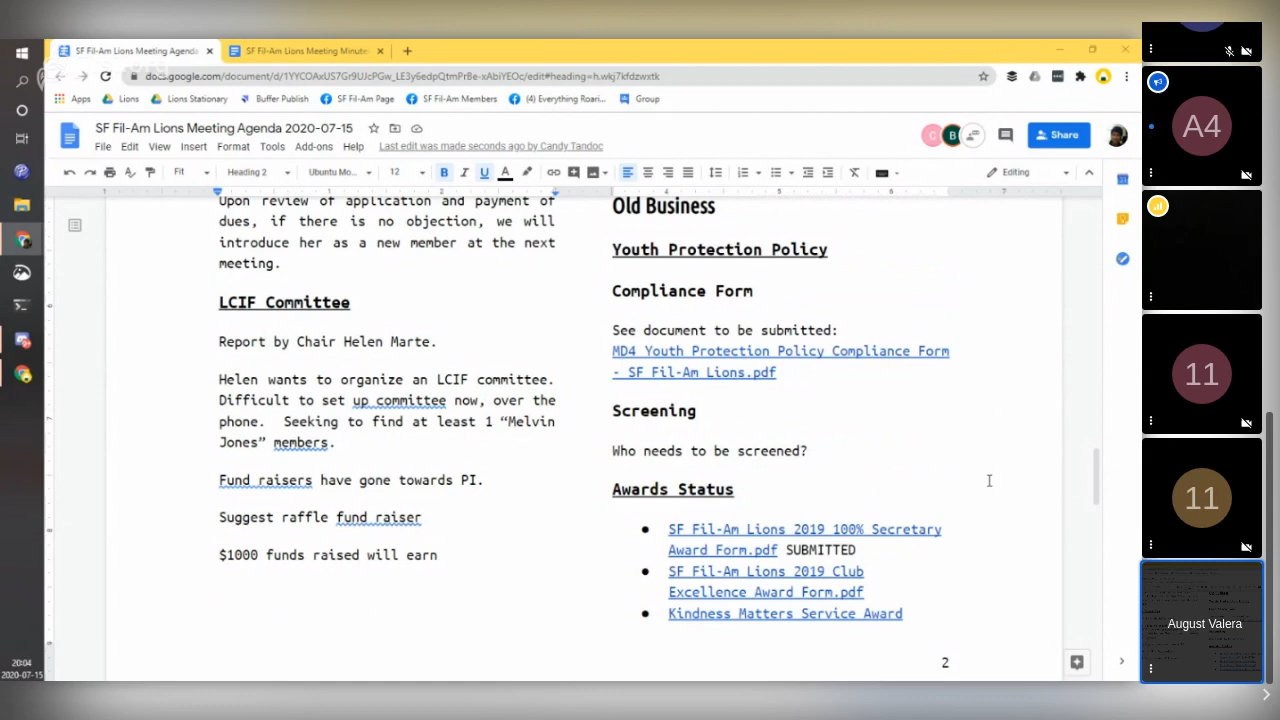 SF Fil-Am Lions Meeting Agenda
SF Fil-Am Lions Meeting Minute
docs.google.com/document/d/1YYCOAxUS7Gr9UJcPGw_LE3y6edpQtmPrBe-xAbiYEOc/edit#heading=h.wkj7kfdzwxtk
Apps Lions Lions Stationary Buffer Publish SF Fil-Am Page SF Fil-Am Members (4) Everything Roari... Group
SF Fil-Am Lions Meeting Agenda 2020-07-15
File Edit View Insert Format Tools Add-ons Help Last edit was made seconds ago by Candy Tandoc
C B Share
Fit Heading 2 Ubuntu Mo... 12 B I U A Editing
1 1 2 4 5 6 7
Upon review of application and payment of
dues, if there is no objection, we will
introduce her as a new member at the next
meeting.
LCIF Committee
Report by Chair Helen Marte.
Helen wants to organize an LCIF committee.
Difficult to set up committee now, over the
phone. Seeking to find at least 1 “Melvin
Jones” members.
Fund raisers have gone towards PI.
Suggest raffle fund raiser
$1000 funds raised will earn
Old Business
Youth Protection Policy
Compliance Form
See document to be submitted:
MD4 Youth Protection Policy Compliance Form
- SF Fil-Am Lions.pdf
Screening
Who needs to be screened?
Awards Status
● SF Fil-Am Lions 2019 100% Secretary
Award Form.pdf SUBMITTED
● SF Fil-Am Lions 2019 Club
Excellence Award Form.pdf
● Kindness Matters Service Award
2
20:04
2020-07-15
A4
11
11
August Valera